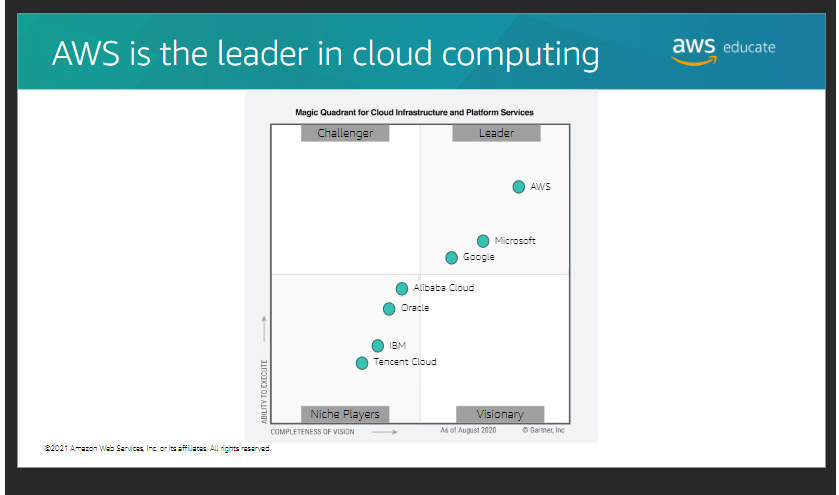 AWS is the leader in cloud computing
aws educate
Magic Quadrant for Cloud Infrastructure and Platform Services
Challenger
Leader
AWS
Microsoft
Google
Alibaba Cloud
Oracle
IBM
Tencent Cloud
Niche Players
Visionary
ABILITY TO EXECUTE
COMPLETENESS OF VISION
As of August 2020
© Gartner, Inc
©2021 Amazon Web Services, Inc. or its affiliates. All rights reserved.